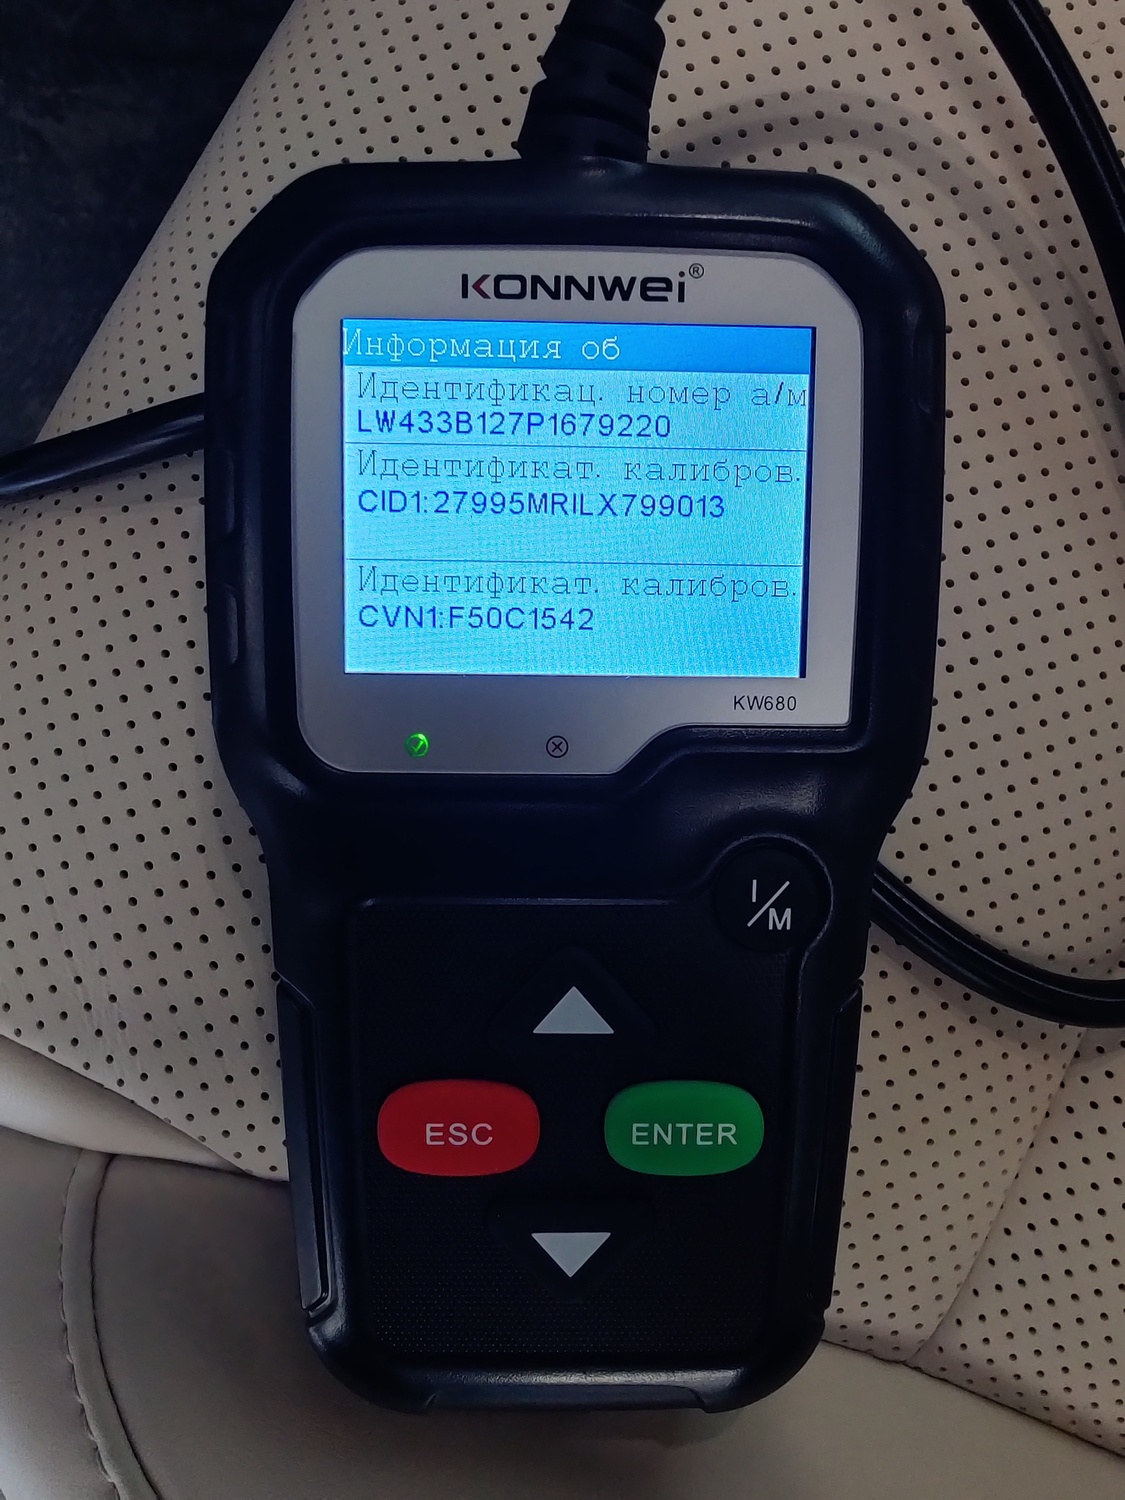 KONNWEI®
Информация об
Идентификац. номер а/м
LW433B127P1679220
Идентификат. калибров.
CID1:27995MRILX799013
Идентификат. калибров.
CVN1:F50C1542
KW680
I/M
ESC
ENTER